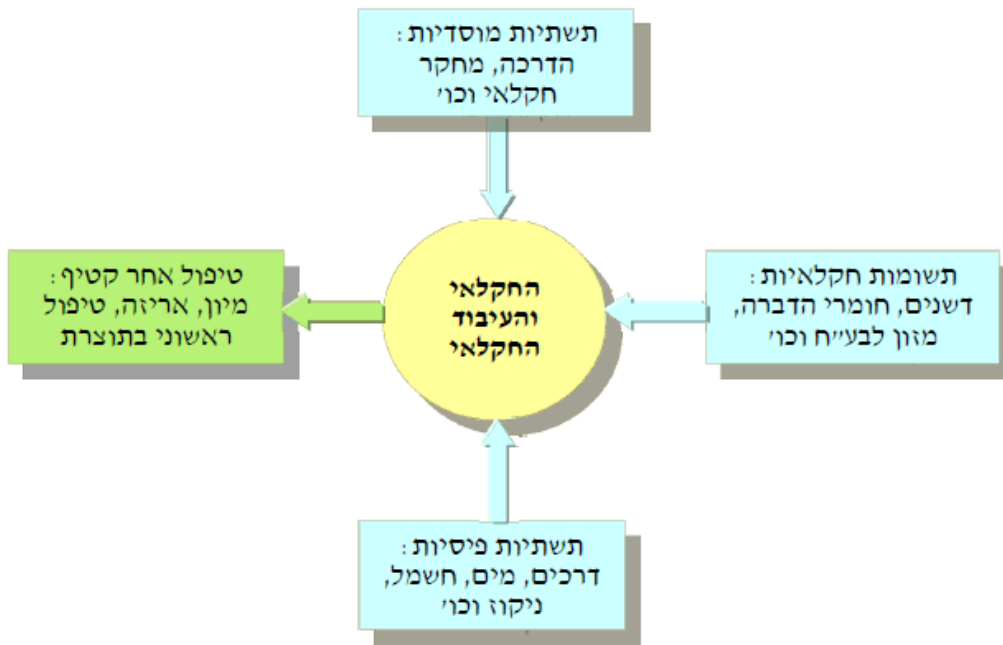 תשתיות מוסדיות:
הדרכה, מחקר
חקלאי וכו׳
תשומות חקלאיות:
דשנים, חומרי הדברה,
מזון לבע״ח וכו׳
החקלאי
והעיבוד
החקלאי
טיפול אחר קטיף:
מיון, אריזה, טיפול
ראשוני בתוצרת
תשתיות פיסיות:
דרכים, מים, חשמל,
ניקוז וכו׳